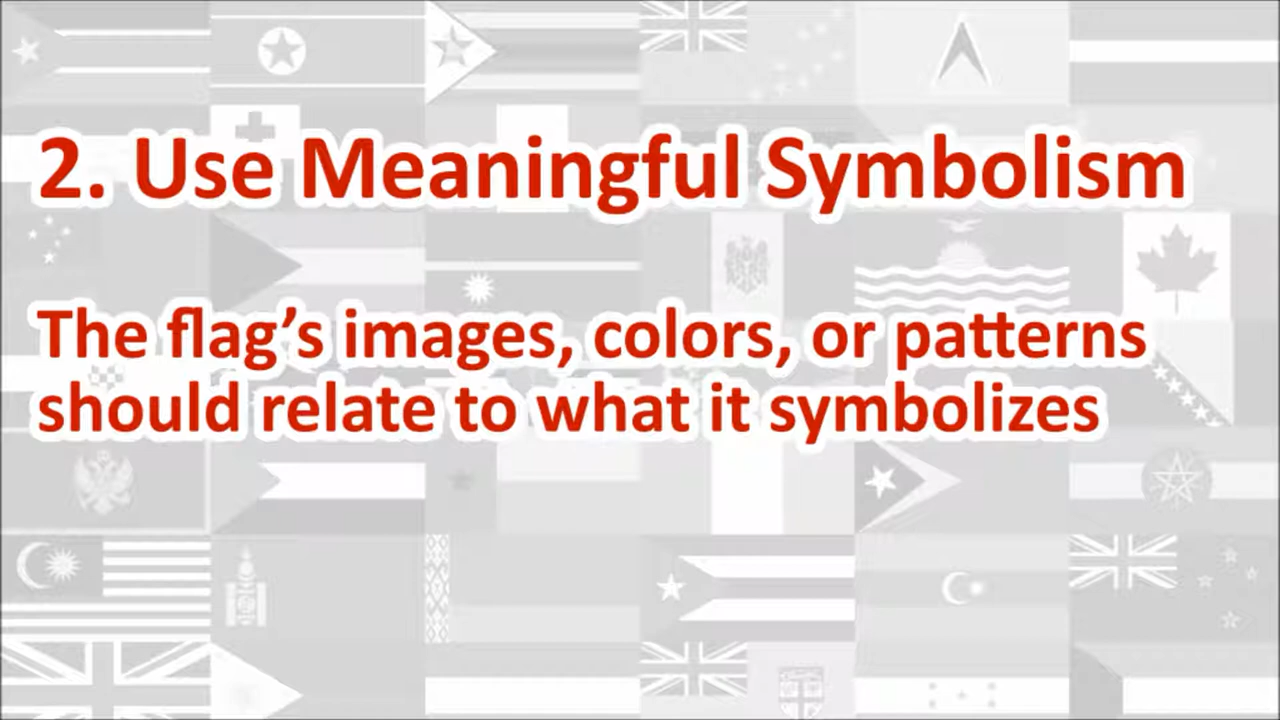 2. Use Meaningful Symbolism
The flag’s images, colors, or patterns
should relate to what it symbolizes